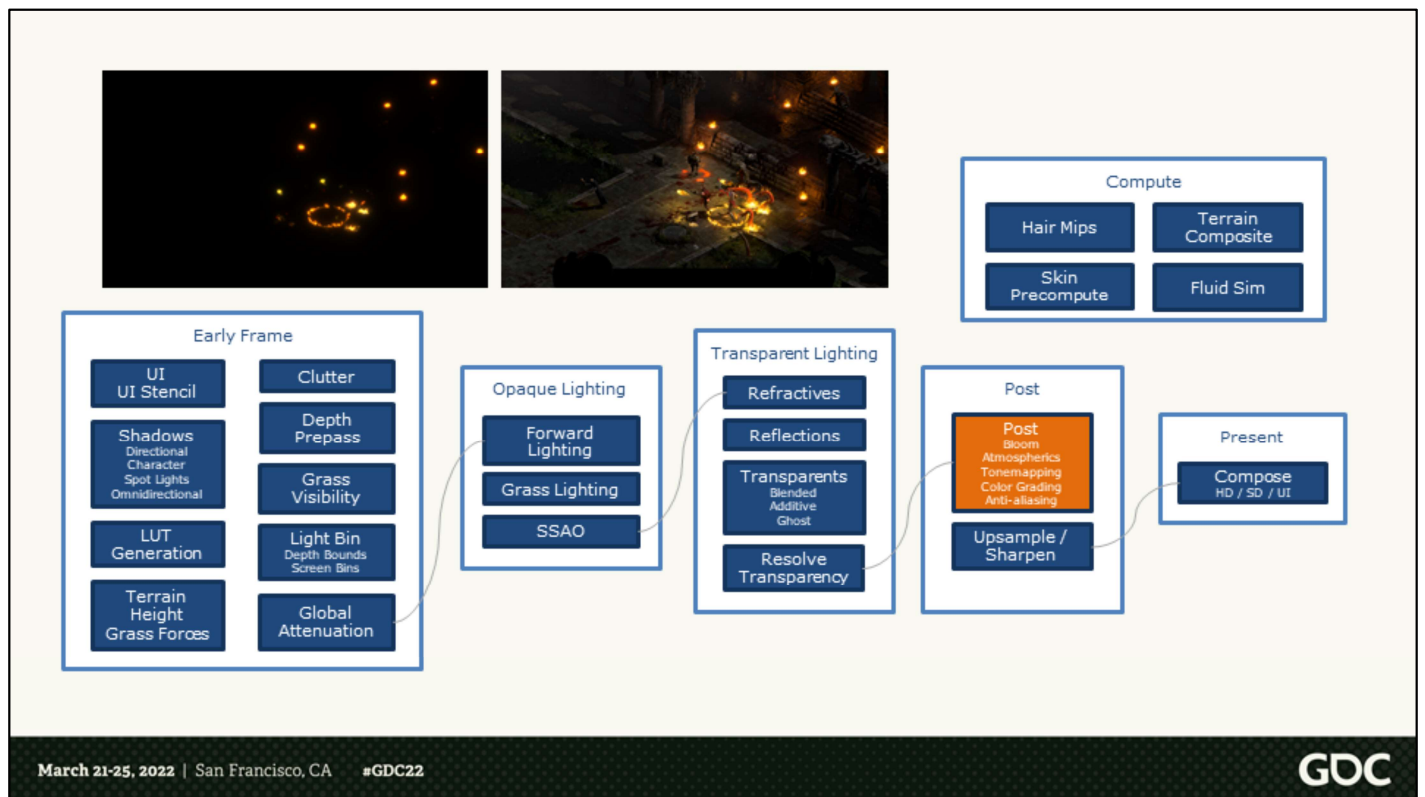 Compute
Hair Mips
Terrain
Composite
Skin
Precompute
Fluid Sim
Early Frame
UI
UI Stencil
Shadows
Directional
Character
Spot Lights
Omnidirectional
LUT
Generation
Terrain
Height
Grass Forces
Clutter
Depth
Prepass
Grass
Visibility
Light Bin
Depth Bounds
Screen Bins
Global
Attenuation
Opaque Lighting
Forward
Lighting
Grass Lighting
SSAO
Transparent Lighting
Refractives
Reflections
Transparents
Blended
Additive
Ghost
Resolve
Transparency
Post
Post
Bloom
Atmospherics
Tonemapping
Color Grading
Anti-aliasing
Upsample /
Sharpen
Present
Compose
HD / SD / UI
March 21-25, 2022 | San Francisco, CA #GDC22
GDC